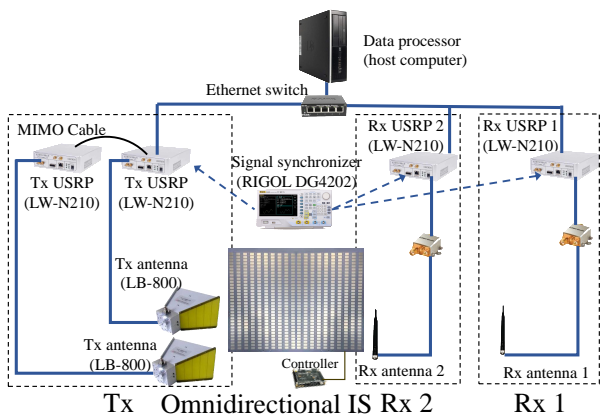 Data processor
(host computer)
Ethernet switch
MIMO Cable
Tx USRP
(LW-N210)
Tx USRP
(LW-N210)
Signal synchronizer
(RIGOL DG4202)
Rx USRP 2
(LW-N210)
Rx USRP 1
(LW-N210)
Tx antenna
(LB-800)
Tx antenna
(LB-800)
Controller
Rx antenna 2
Rx antenna 1
Tx
Omnidirectional IS
Rx 2
Rx 1